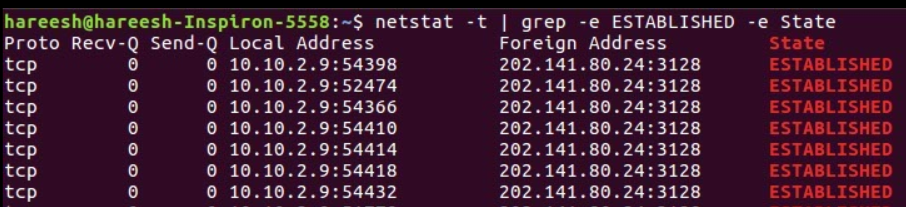 hareesh@hareesh-Inspiron-5558:~$ netstat -t | grep -e ESTABLISHED -e State
Proto Recv-Q Send-Q Local Address Foreign Address State
tcp 0 0 10.10.2.9:54398 202.141.80.24:3128 ESTABLISHED
tcp 0 0 10.10.2.9:52474 202.141.80.24:3128 ESTABLISHED
tcp 0 0 10.10.2.9:54366 202.141.80.24:3128 ESTABLISHED
tcp 0 0 10.10.2.9:54410 202.141.80.24:3128 ESTABLISHED
tcp 0 0 10.10.2.9:54414 202.141.80.24:3128 ESTABLISHED
tcp 0 0 10.10.2.9:54418 202.141.80.24:3128 ESTABLISHED
tcp 0 0 10.10.2.9:54432 202.141.80.24:3128 ESTABLISHED